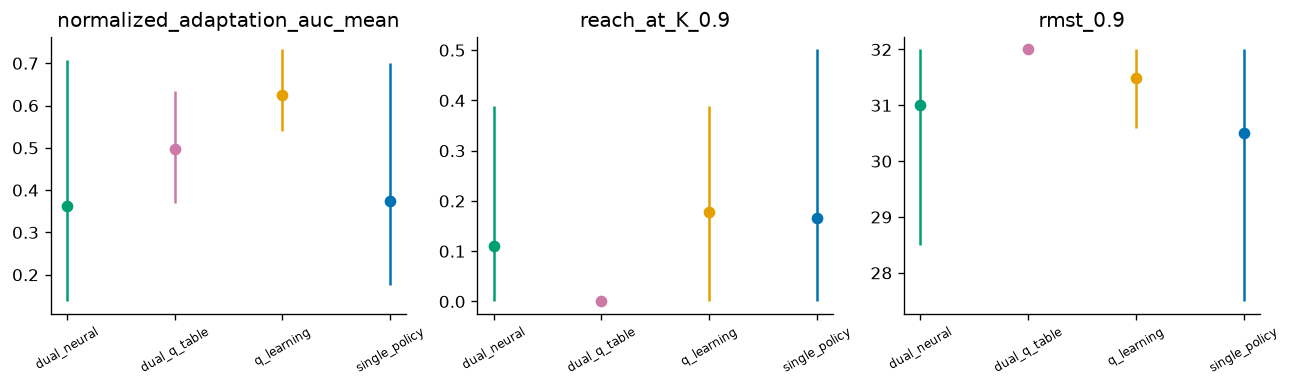 normalized_adaptation_auc_mean
0.7
0.6
0.5
0.4
0.3
0.2
dual_neural
dual_q_table
q_learning
single_policy
reach_at_K_0.9
0.5
0.4
0.3
0.2
0.1
0.0
dual_neural
dual_q_table
q_learning
single_policy
rmst_0.9
32
31
30
29
28
dual_neural
dual_q_table
q_learning
single_policy